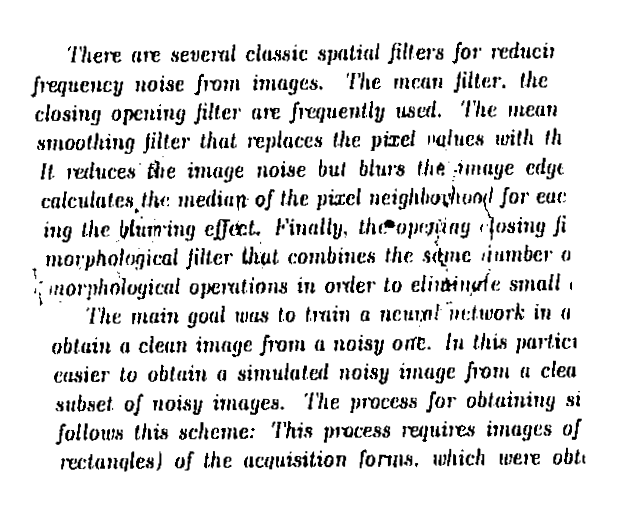 There are several classic spatial filters for reducin
frequency noise from images. The mean filter, the
closing opening filter are frequently used. The mean
smoothing filter that replaces the pixel values with th
It reduces the image noise but blurs the image edge
calculates the median of the pixel neighborhood for eac
ing the blurring effect. Finally, the opening closing fi
morphological filter that combines the same number o
morphological operations in order to eliminate small
The main goal was to train a neural network in a
obtain a clean image from a noisy one. In this partici
easier to obtain a simulated noisy image from a clea
subset of noisy images. The process for obtaining si
follows this scheme: This process requires images of
rectangles) of the acquisition forms, which were obt